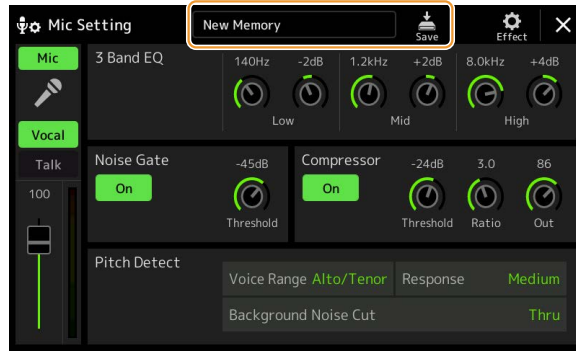 Mic Setting
New Memory
Save
Effect
Mic
3 Band EQ
140Hz -2dB 1.2kHz +2dB 8.0kHz +4dB
Low Mid High
Vocal
Talk
Noise Gate
On
-45dB
Threshold
Compressor
On
-24dB 3.0 86
Threshold Ratio Out
100
Pitch Detect
Voice Range Alto/Tenor Response Medium
Background Noise Cut Thru